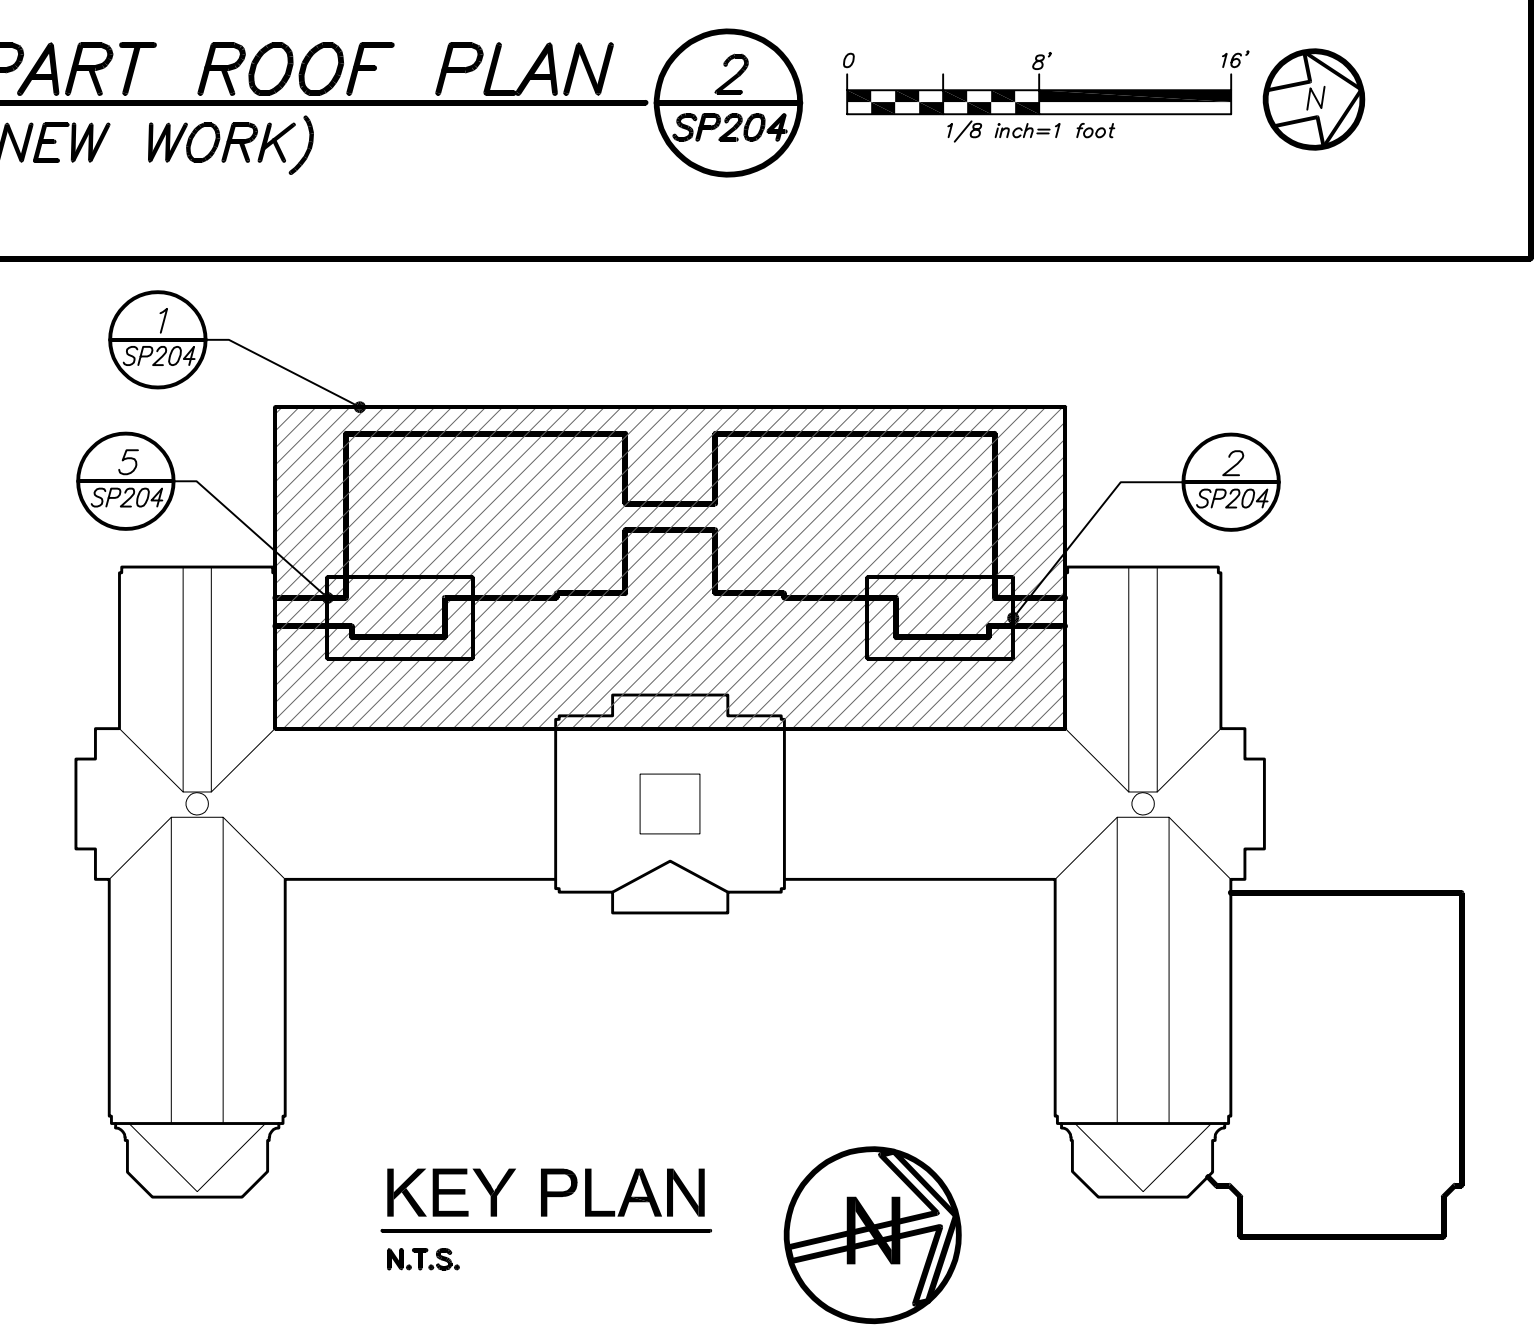 PART ROOF PLAN
(NEW WORK)
2
SP204
0 8' 16'
1/8 inch=1 foot
N
1
SP204
5
SP204
2
SP204
KEY PLAN
N.T.S.
N